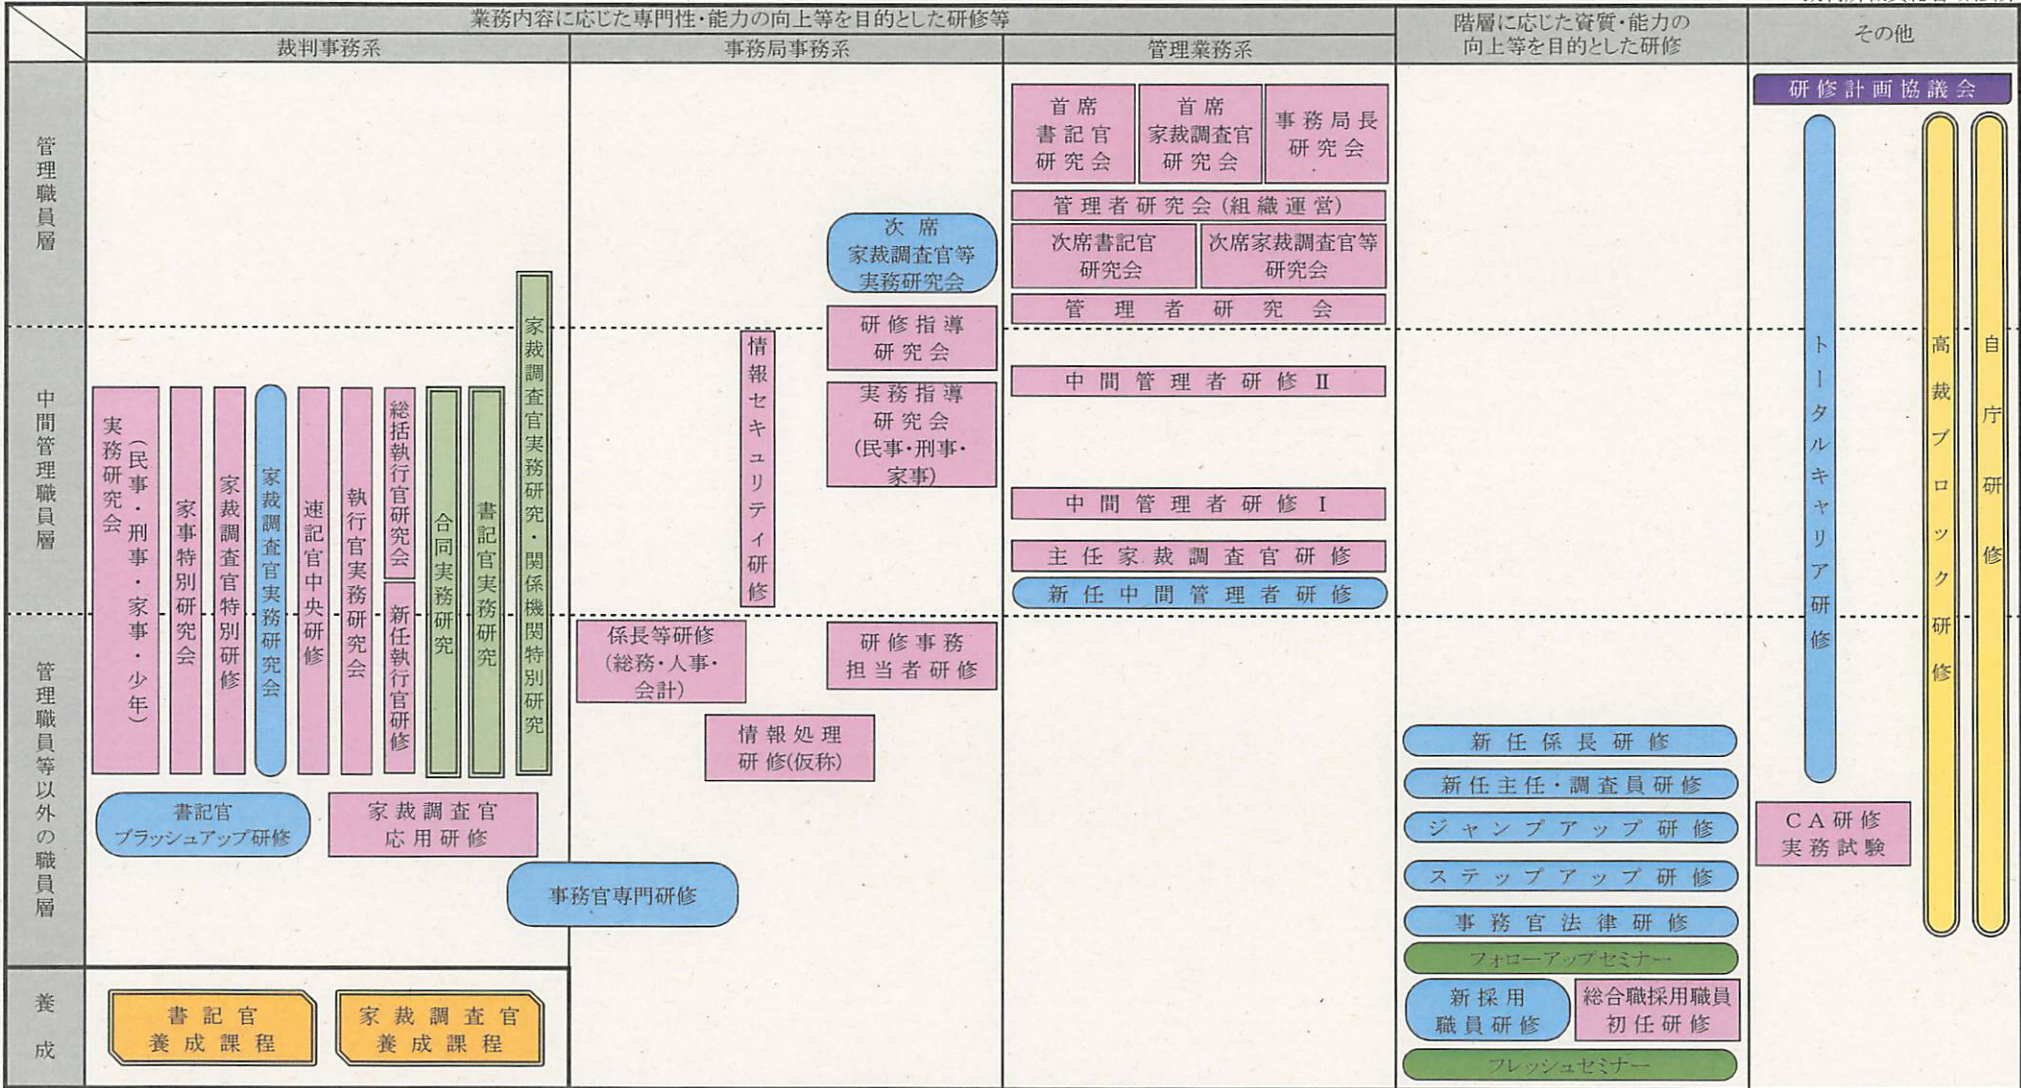 業務内容に応じた専門性・能力の向上等を目的とした研修等
階層に応じた資質・能力の
向上等を目的とした研修
その他
裁判事務系
事務局事務系
管理業務系
管理職員層
中間管理職員層
管理職員等以外の職員層
養成
実務研究会
（民事・刑事・家事・少年）
家事特別研究会
家裁調査官特別研修
家裁調査官実務研究会
速記官中央研修
執行官実務研究会
総括執行官研究会
新任執行官研修
合同実務研究
書記官実務研究
家裁調査官実務研究・関係機関特別研究
書記官
ブラッシュアップ研修
家裁調査官
応用研修
事務官専門研修
書記官
養成課程
家裁調査官
養成課程
次席
家裁調査官等
実務研究会
研修指導
研究会
情報セキュリティ研修
実務指導
研究会
(民事・刑事・
家事)
係長等研修
(総務・人事・
会計)
研修事務
担当者研修
情報処理
研修(仮称)
首席
書記官
研究会
首席
家裁調査官
研究会
事務局長
研究会
管理者研究会(組織運営)
次席書記官
研究会
次席家裁調査官等
研究会
管理者研究会
中間管理者研修Ⅱ
中間管理者研修Ⅰ
主任家裁調査官研修
新任中間管理者研修
新任係長研修
新任主任・調査員研修
ジャンプアップ研修
ステップアップ研修
事務官法律研修
フォローアップセミナー
新採用
職員研修
総合職採用職員
初任研修
フレッシュセミナー
研修計画協議会
トータルキャリア研修
高裁ブロック研修
自庁研修
CA研修
実務試験